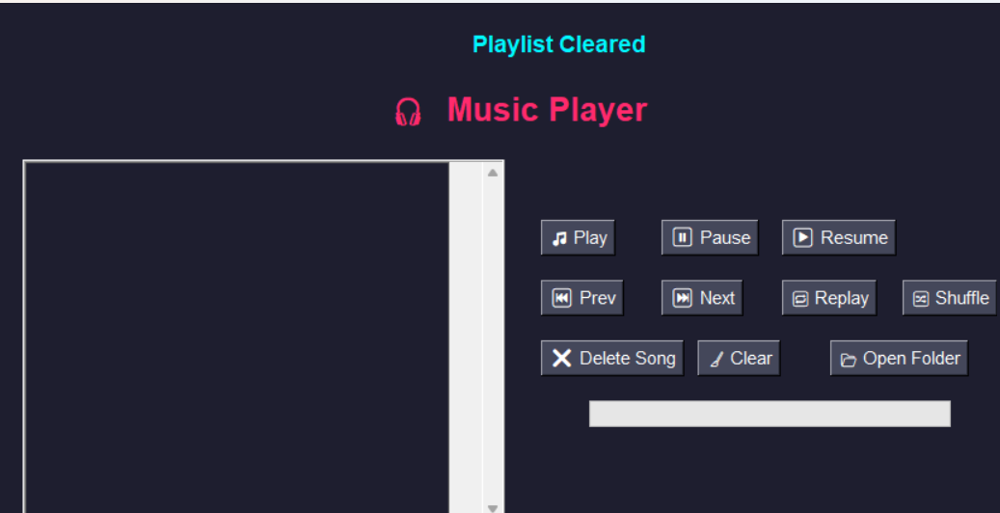 Playlist Cleared
Music Player
Play Pause Resume
Prev Next Replay Shuffle
Delete Song Clear Open Folder